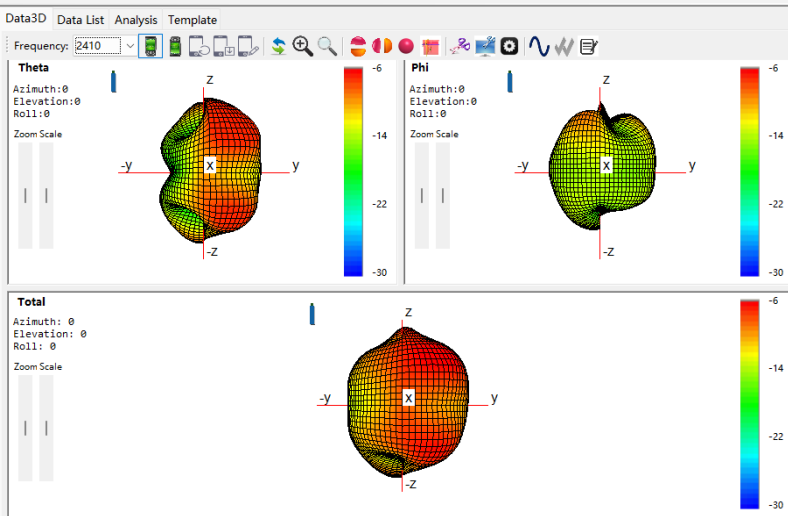 Data3D Data List Analysis Template
Frequency: 2410
Theta
Azimuth:0
Elevation:0
Roll:0
Zoom Scale
z
-y x y
-z
-6
-14
-22
-30
Phi
Azimuth:0
Elevation:0
Roll:0
Zoom Scale
z
-y x y
-z
-6
-14
-22
-30
Total
Azimuth: 0
Elevation: 0
Roll: 0
Zoom Scale
z
-y x y
-z
-6
-14
-22
-30